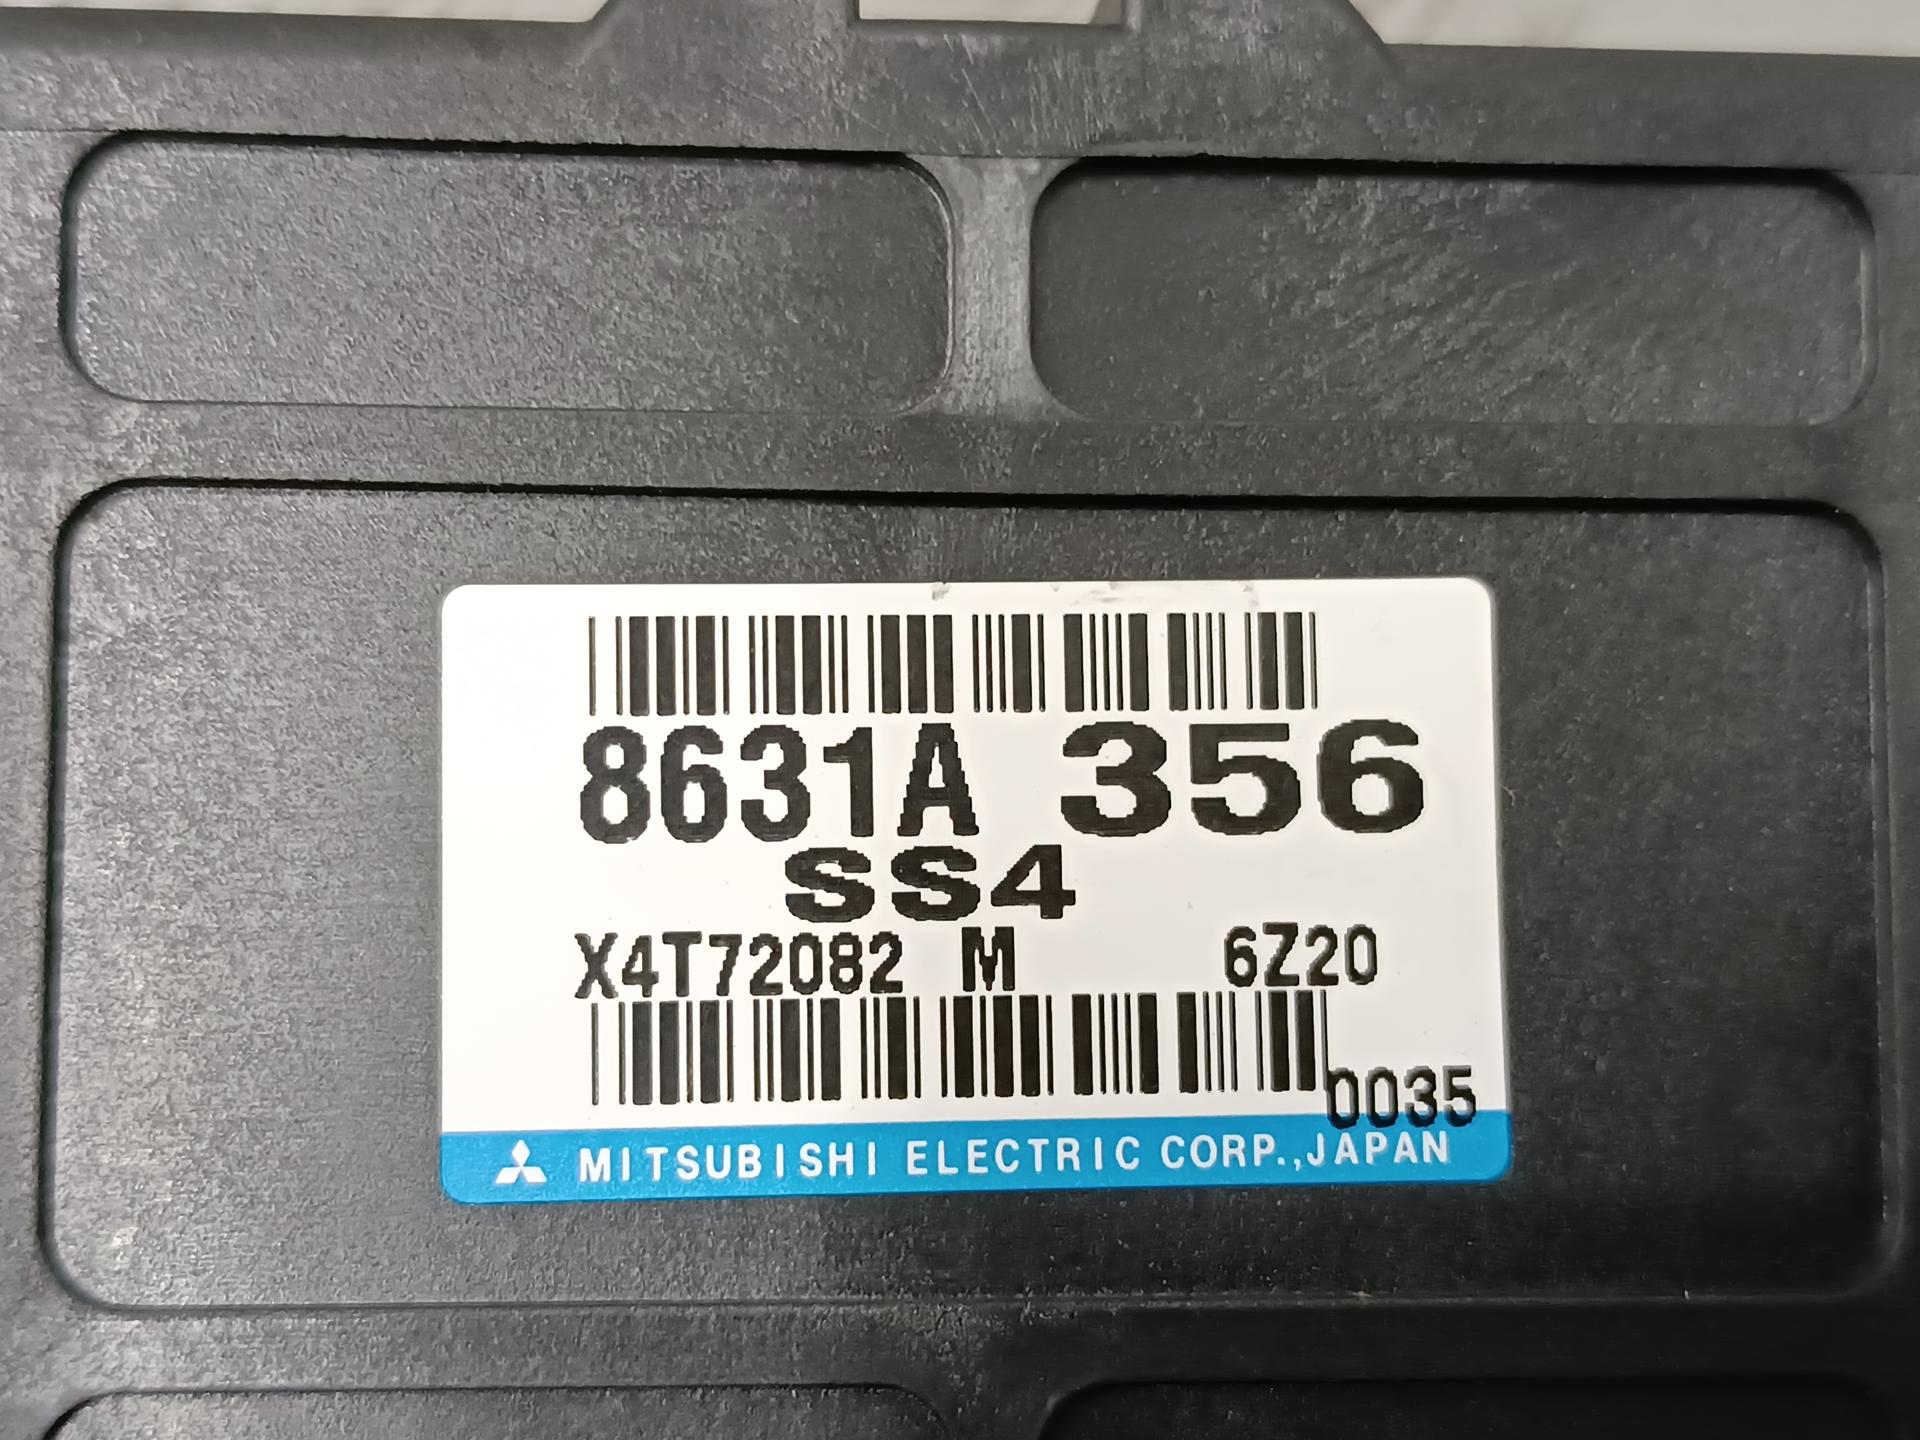 8631A 356
SS4
X4T72082 M 6Z20
0035
MITSUBISHI ELECTRIC CORP.,JAPAN